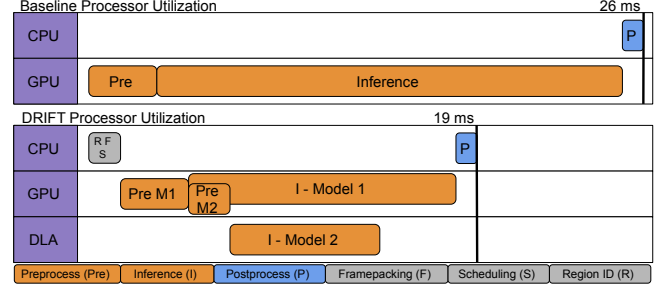 Baseline Processor Utilization 26 ms
CPU P
GPU Pre Inference
DRIFT Processor Utilization 19 ms
CPU R F
S P
GPU Pre M1 Pre
M2 I - Model 1
DLA I - Model 2
Preprocess (Pre) Inference (I) Postprocess (P) Framepacking (F) Scheduling (S) Region ID (R)